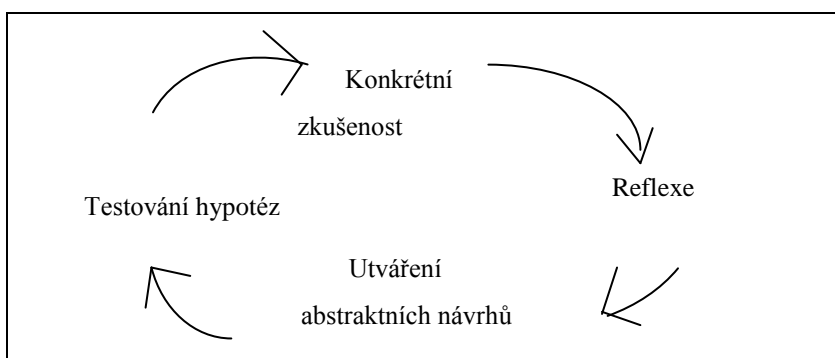 Konkrétní
zkušenost
Reflexe
Testování hypotéz
Utváření
abstraktních návrhů